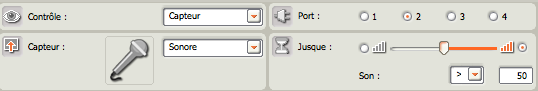 Contrôle : Capteur
Port : 1 2 3 4
Capteur : Sonore
Jusque :
Son : > 50